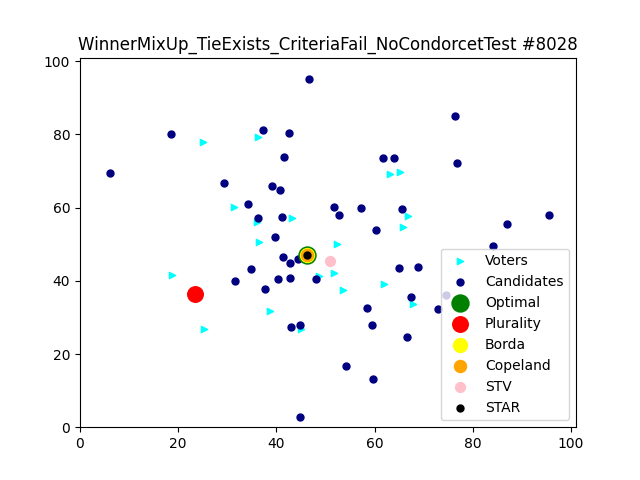 WinnerMixUp_TieExists_CriteriaFail_NoCondorcetTest #8028
100
80
60
40
20
0
0 20 40 60 80 100
Voters
Candidates
Optimal
Plurality
Borda
Copeland
STV
STAR